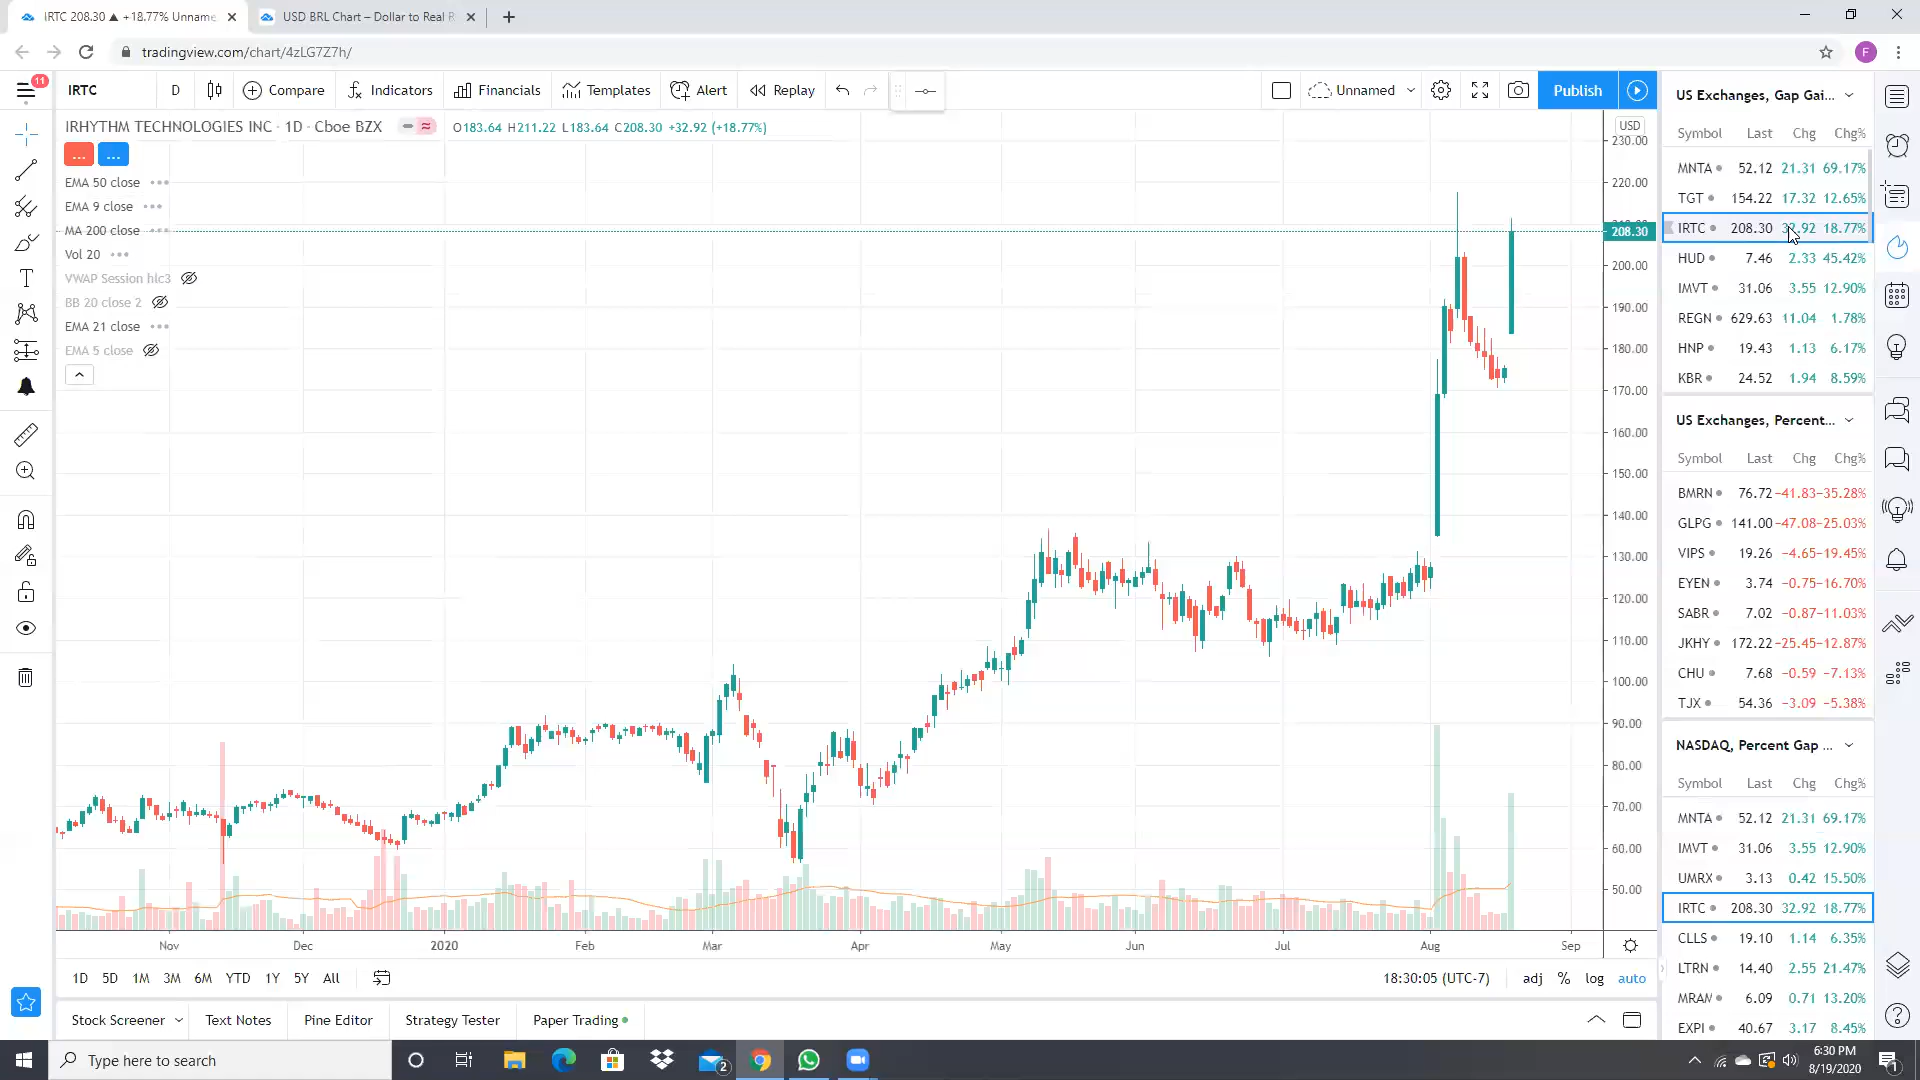 IRTC 208.30 ▲ +18.77% Unname
USD BRL Chart – Dollar to Real R
tradingview.com/chart/4zLG7Z7h/
F
11
IRTC D Compare Indicators Financials Templates Alert Replay Unnamed Publish
IRHYTHM TECHNOLOGIES INC · 1D · Cboe BZX O183.64 H211.22 L183.64 C208.30 +32.92 (+18.77%)
... ...
EMA 50 close
EMA 9 close
MA 200 close
Vol 20
VWAP Session hlc3
BB 20 close 2
EMA 21 close
EMA 5 close
USD
230.00
220.00
208.30
200.00
190.00
180.00
170.00
160.00
150.00
140.00
130.00
120.00
110.00
100.00
90.00
80.00
70.00
60.00
50.00
Nov Dec 2020 Feb Mar Apr May Jun Jul Aug Sep
1D 5D 1M 3M 6M YTD 1Y 5Y All 18:30:05 (UTC-7) adj % log auto
Stock Screener Text Notes Pine Editor Strategy Tester Paper Trading
US Exchanges, Gap Gai...
Symbol Last Chg Chg%
MNTA 52.12 21.31 69.17%
TGT 154.22 17.32 12.65%
IRTC 208.30 32.92 18.77%
HUD 7.46 2.33 45.42%
IMVT 31.06 3.55 12.90%
REGN 629.63 11.04 1.78%
HNP 19.43 1.13 6.17%
KBR 24.52 1.94 8.59%
US Exchanges, Percent...
Symbol Last Chg Chg%
BMRN 76.72 −41.83 −35.28%
GLPG 141.00 −47.08 −25.03%
VIPS 19.26 −4.65 −19.45%
EYEN 3.74 −0.75 −16.70%
SABR 7.02 −0.87 −11.03%
JKHY 172.22 −25.45 −12.87%
CHU 7.68 −0.59 −7.13%
TJX 54.36 −3.09 −5.38%
NASDAQ, Percent Gap ...
Symbol Last Chg Chg%
MNTA 52.12 21.31 69.17%
IMVT 31.06 3.55 12.90%
UMRX 3.13 0.42 15.50%
IRTC 208.30 32.92 18.77%
CLLS 19.10 1.14 6.35%
LTRN 14.40 2.55 21.47%
MRAM 6.09 0.71 13.20%
EXPI 40.67 3.17 8.45%
Type here to search
2
6:30 PM
8/19/2020
1